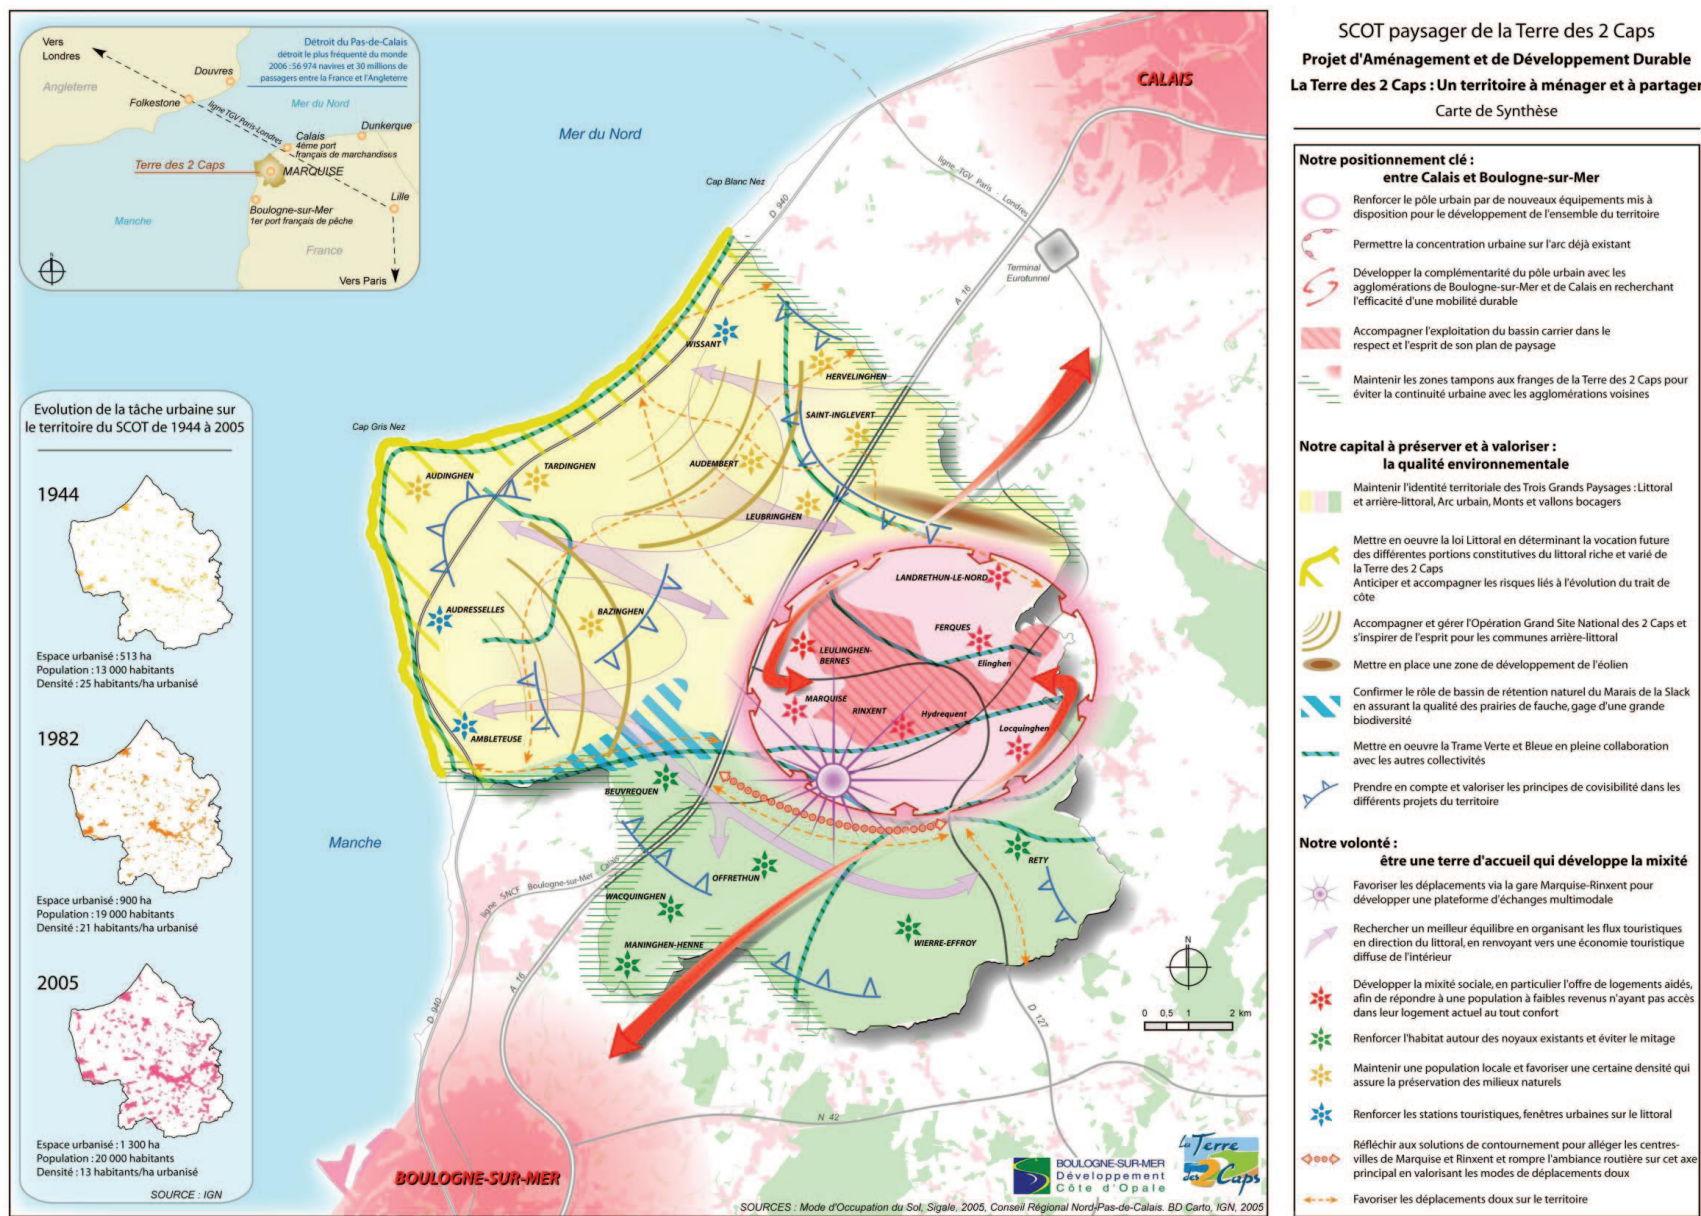 Vers
Londres
Détroit du Pas-de-Calais
détroit le plus fréquenté du monde
2006 : 56 974 navires et 30 millions de
passagers entre la France et l'Angleterre
Douvres
Angleterre
Folkestone
Mer du Nord
ligne TGV Paris-Londres
Dunkerque
Calais
4éme port
français de marchandises
Terre des 2 Caps
MARQUISE
Lille
Boulogne-sur-Mer
1er port français de pêche
Manche
France
N
Vers Paris
Evolution de la tâche urbaine sur
le territoire du SCOT de 1944 à 2005
1944
Espace urbanisé : 513 ha
Population : 13 000 habitants
Densité : 25 habitants/ha urbanisé
1982
Espace urbanisé : 900 ha
Population : 19 000 habitants
Densité : 21 habitants/ha urbanisé
2005
Espace urbanisé : 1 300 ha
Population : 20 000 habitants
Densité : 13 habitants/ha urbanisé
SOURCE : IGN
CALAIS
Mer du Nord
ligne TGV Paris - Londres
Cap Blanc Nez
D 940
Terminal
Eurotunnel
A 16
WISSANT
HERVELINGHEN
SAINT-INGLEVERT
Cap Gris Nez
AUDINGHEN
TARDINGHEN
AUDEMBERT
LEUBRINGHEN
LANDRETHUN-LE-NORD
AUDRESSELLES
BAZINGHEN
FERQUES
LEULINGHEN-
BERNES
Elinghen
MARQUISE
RINXENT
Hydrequent
Locquinghen
AMBLETEUSE
BEUVREQUEN
Manche
RETY
OFFRETHUN
ligne SNCF Boulogne-sur-Mer - Calais
WACQUINGHEN
WIERRE-EFFROY
MANINGHEN-HENNE
N
A 16
D 940
D 127
0 0,5 1 2 km
N 42
BOULOGNE-SUR-MER
BOULOGNE-SUR-MER
Développement
Côte d'Opale
La Terre
des 2 Caps
SOURCES : Mode d'Occupation du Sol, Sigale, 2005, Conseil Régional Nord-Pas-de-Calais. BD Carto, IGN, 2005
SCOT paysager de la Terre des 2 Caps
Projet d'Aménagement et de Développement Durable
La Terre des 2 Caps : Un territoire à ménager et à partager
Carte de Synthèse
Notre positionnement clé :
entre Calais et Boulogne-sur-Mer
Renforcer le pôle urbain par de nouveaux équipements mis à
disposition pour le développement de l'ensemble du territoire
Permettre la concentration urbaine sur l'arc déjà existant
Développer la complémentarité du pôle urbain avec les
agglomérations de Boulogne-sur-Mer et de Calais en recherchant
l'efficacité d'une mobilité durable
Accompagner l'exploitation du bassin carrier dans le
respect et l'esprit de son plan de paysage
Maintenir les zones tampons aux franges de la Terre des 2 Caps pour
éviter la continuité urbaine avec les agglomérations voisines
Notre capital à préserver et à valoriser :
la qualité environnementale
Maintenir l'identité territoriale des Trois Grands Paysages : Littoral
et arrière-littoral, Arc urbain, Monts et vallons bocagers
Mettre en oeuvre la loi Littoral en déterminant la vocation future
des différentes portions constitutives du littoral riche et varié de
la Terre des 2 Caps
Anticiper et accompagner les risques liés à l'évolution du trait de
côte
Accompagner et gérer l'Opération Grand Site National des 2 Caps et
s'inspirer de l'esprit pour les communes arrière-littoral
Mettre en place une zone de développement de l'éolien
Confirmer le rôle de bassin de rétention naturel du Marais de la Slack
en assurant la qualité des prairies de fauche, gage d'une grande
biodiversité
Mettre en oeuvre la Trame Verte et Bleue en pleine collaboration
avec les autres collectivités
Prendre en compte et valoriser les principes de covisibilité dans les
différents projets du territoire
Notre volonté :
être une terre d'accueil qui développe la mixité
Favoriser les déplacements via la gare Marquise-Rinxent pour
développer une plateforme d'échanges multimodale
Rechercher un meilleur équilibre en organisant les flux touristiques
en direction du littoral, en renvoyant vers une économie touristique
diffuse de l'intérieur
Développer la mixité sociale, en particulier l'offre de logements aidés,
afin de répondre à une population à faibles revenus n'ayant pas accès
dans leur logement actuel au tout confort
Renforcer l'habitat autour des noyaux existants et éviter le mitage
Maintenir une population locale et favoriser une certaine densité qui
assure la préservation des milieux naturels
Renforcer les stations touristiques, fenêtres urbaines sur le littoral
Réfléchir aux solutions de contournement pour alléger les centres-
villes de Marquise et Rinxent et rompre l'ambiance routière sur cet axe
principal en valorisant les modes de déplacements doux
Favoriser les déplacements doux sur le territoire